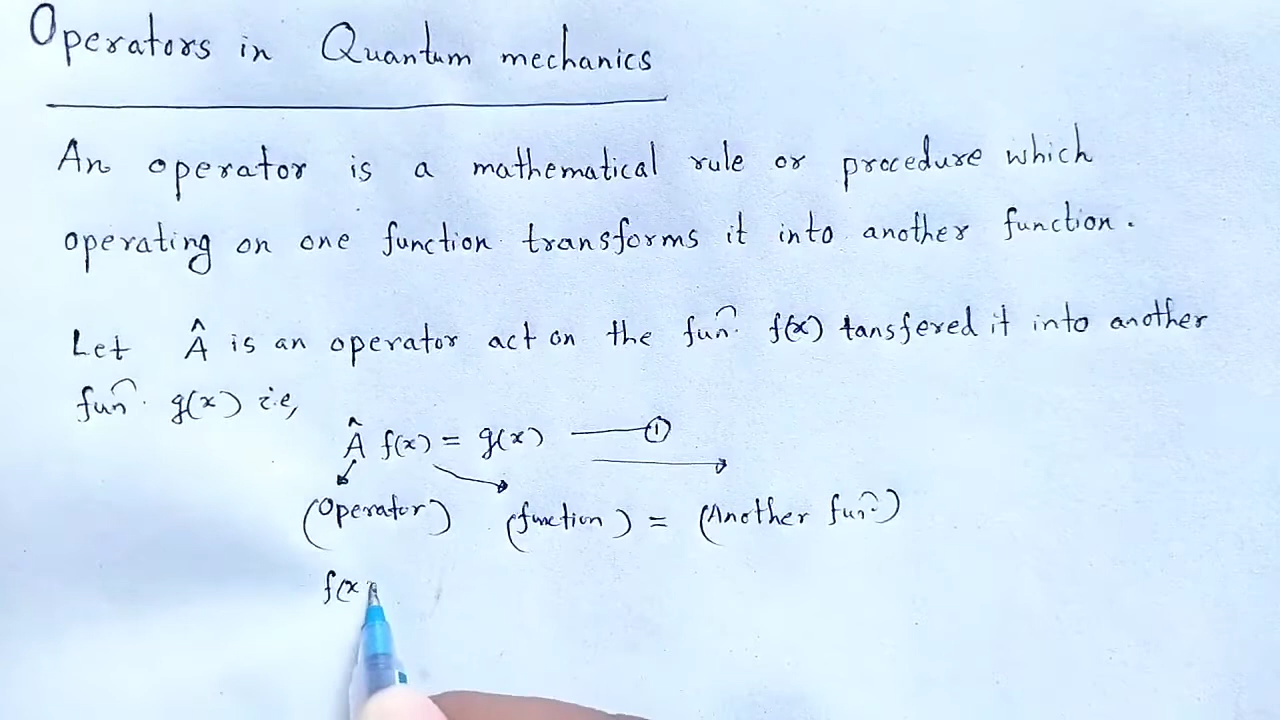 Operators in Quantum mechanics
An operator is a mathematical rule or procedure which
operating on one function transforms it into another function.
Let Â is an operator act on the fun. f(x) tansfered it into another
fun. g(x) i.e,
Â f(x) = g(x) — ①
(Operator) (function) = (Another fun.)
f(x